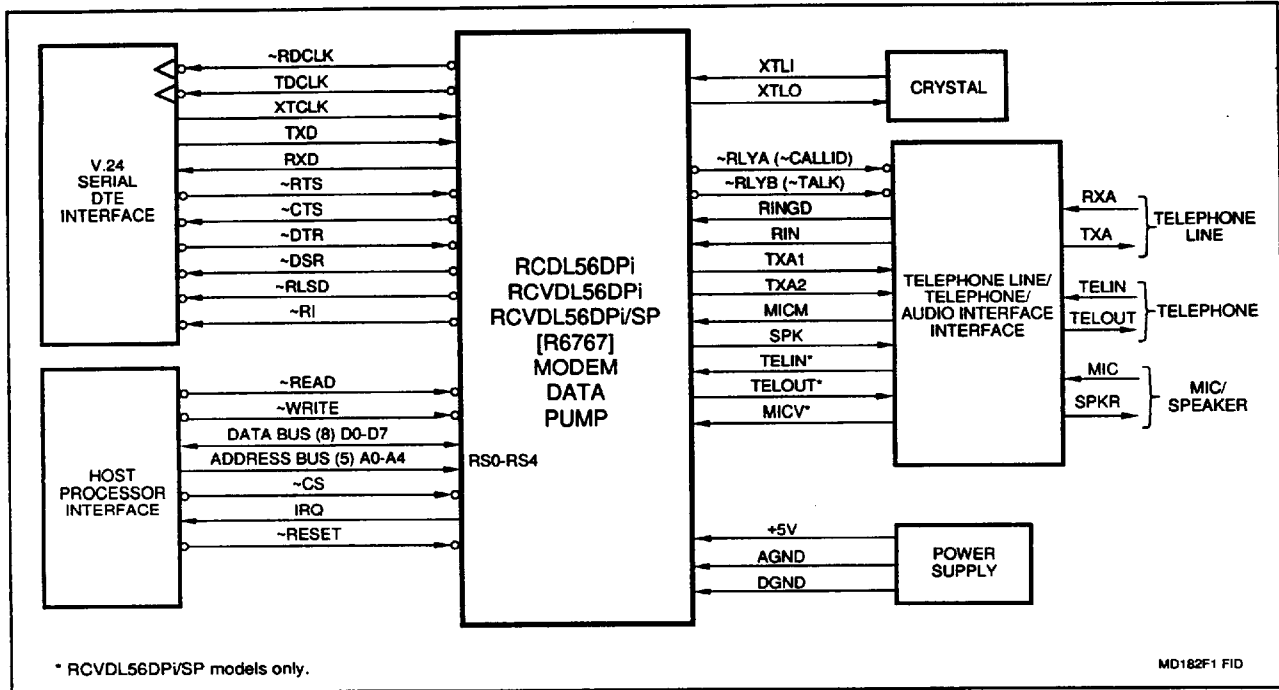 ~RDCLK
TDCLK
XTCLK
TXD
RXD
~RTS
~CTS
~DTR
~DSR
~RLSD
~RI
V.24
SERIAL
DTE
INTERFACE
~READ
~WRITE
DATA BUS (8) D0-D7
ADDRESS BUS (5) A0-A4
~CS
IRQ
~RESET
HOST
PROCESSOR
INTERFACE
RS0-RS4
RCDL56DPi
RCVDL56DPi
RCVDL56DPi/SP
[R6767]
MODEM
DATA
PUMP
XTLI
XTLO
CRYSTAL
~RLYA (~CALLID)
~RLYB (~TALK)
RINGD
RIN
TXA1
TXA2
MICM
SPK
TELIN*
TELOUT*
MICV*
TELEPHONE LINE/
TELEPHONE/
AUDIO INTERFACE
INTERFACE
RXA
TXA
TELEPHONE
LINE
TELIN
TELOUT
TELEPHONE
MIC
SPKR
MIC/
SPEAKER
+5V
AGND
DGND
POWER
SUPPLY
* RCVDL56DPi/SP models only.
MD182F1 FID